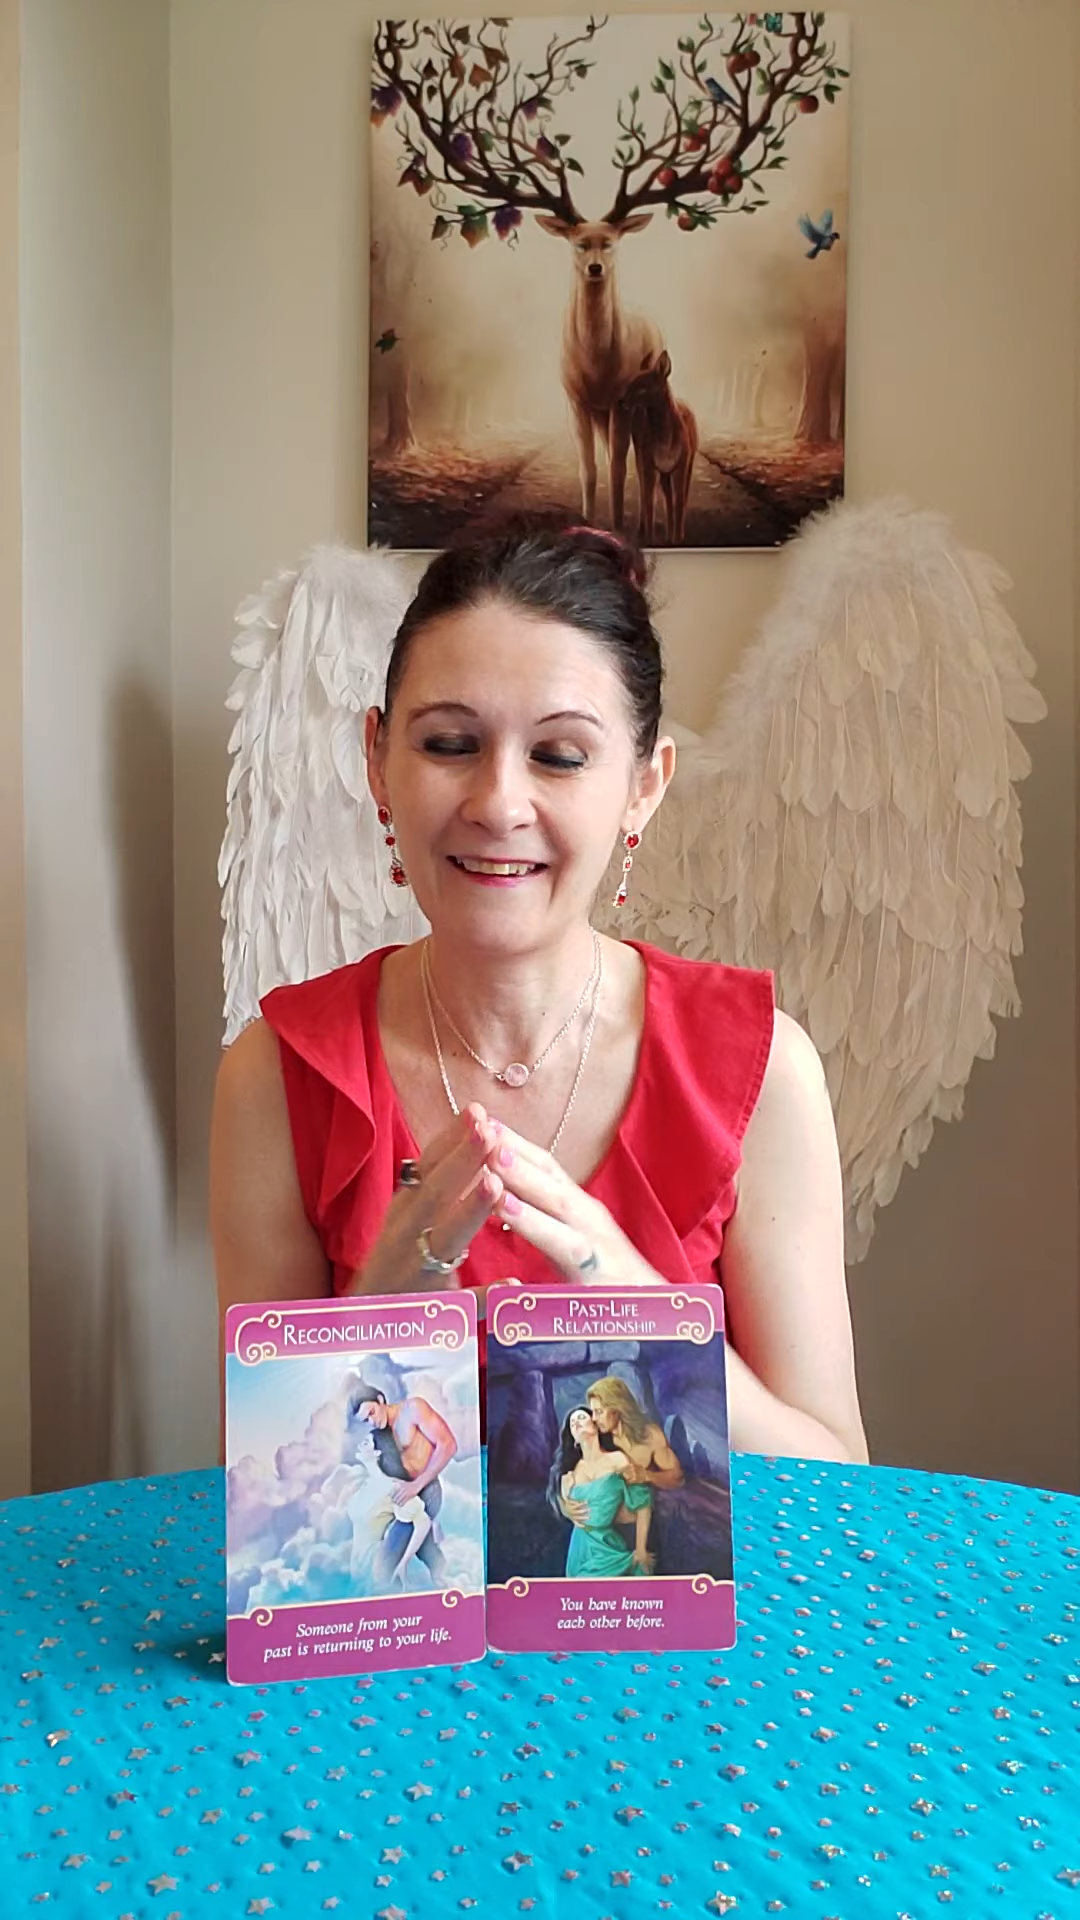 RECONCILIATION
Someone from your
past is returning to your life.
PAST-LIFE
RELATIONSHIP
You have known
each other before.